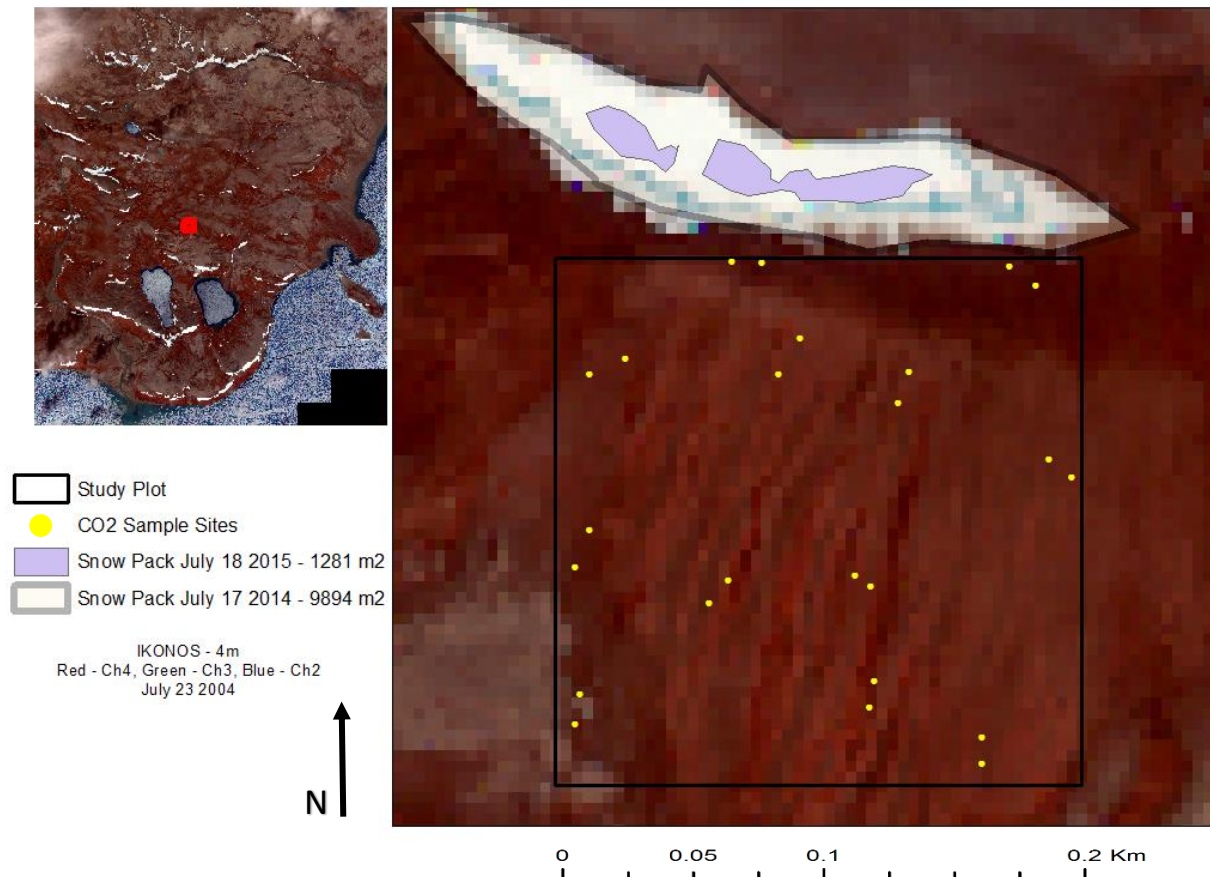 Study Plot
CO2 Sample Sites
Snow Pack July 18 2015 - 1281 m2
Snow Pack July 17 2014 - 9894 m2
IKONOS - 4m
Red - Ch4, Green - Ch3, Blue - Ch2
July 23 2004
N
0 0.05 0.1 0.2 Km